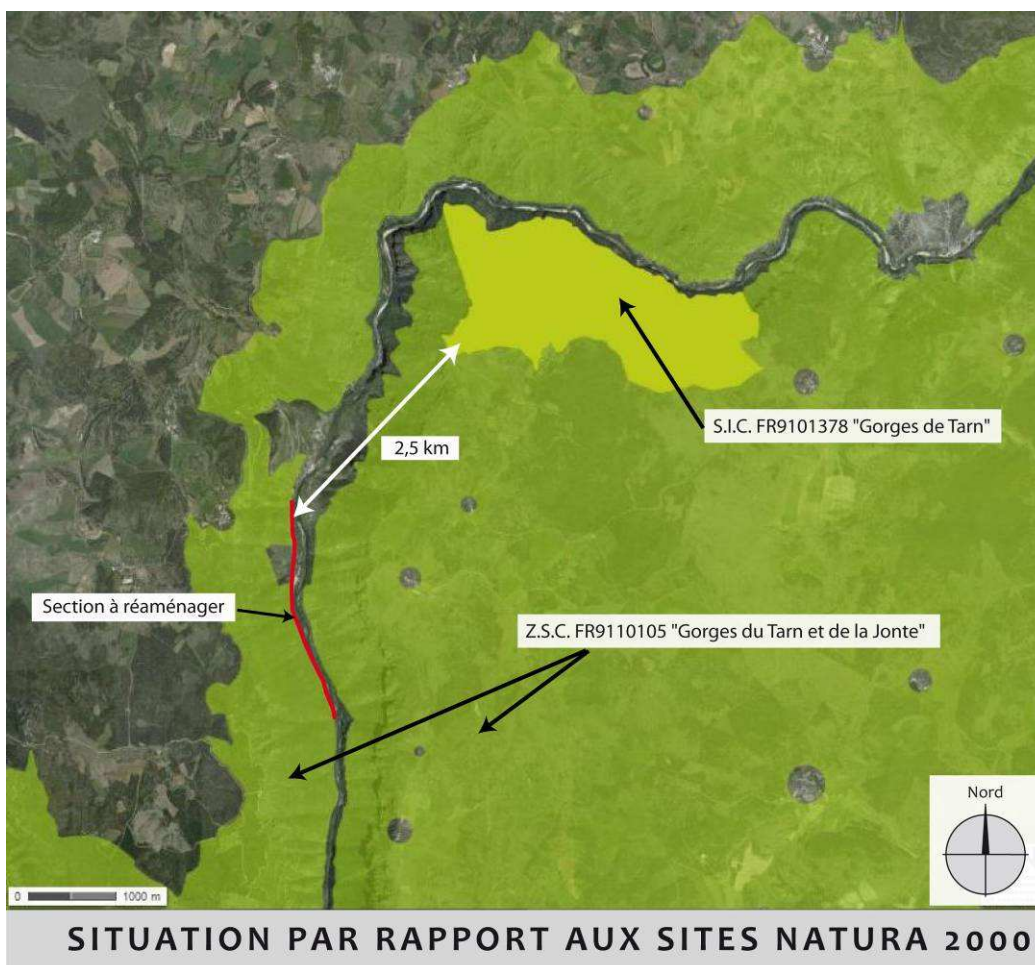 S.I.C. FR9101378 "Gorges de Tarn"
2,5 km
Section à réaménager
Z.S.C. FR9110105 "Gorges du Tarn et de la Jonte"
Nord
0 1000 m
SITUATION PAR RAPPORT AUX SITES NATURA 2000